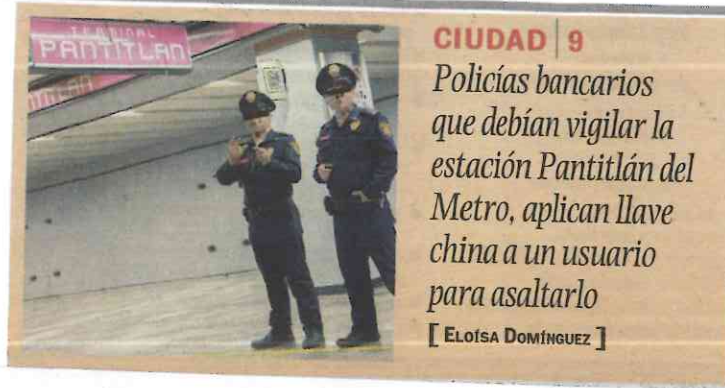 TERMINAL
PANTITLAN
CIUDAD | 9
Policías bancarios
que debían vigilar la
estación Pantitlán del
Metro, aplican llave
china a un usuario
para asaltarlo
[ ELOÍSA DOMÍNGUEZ ]